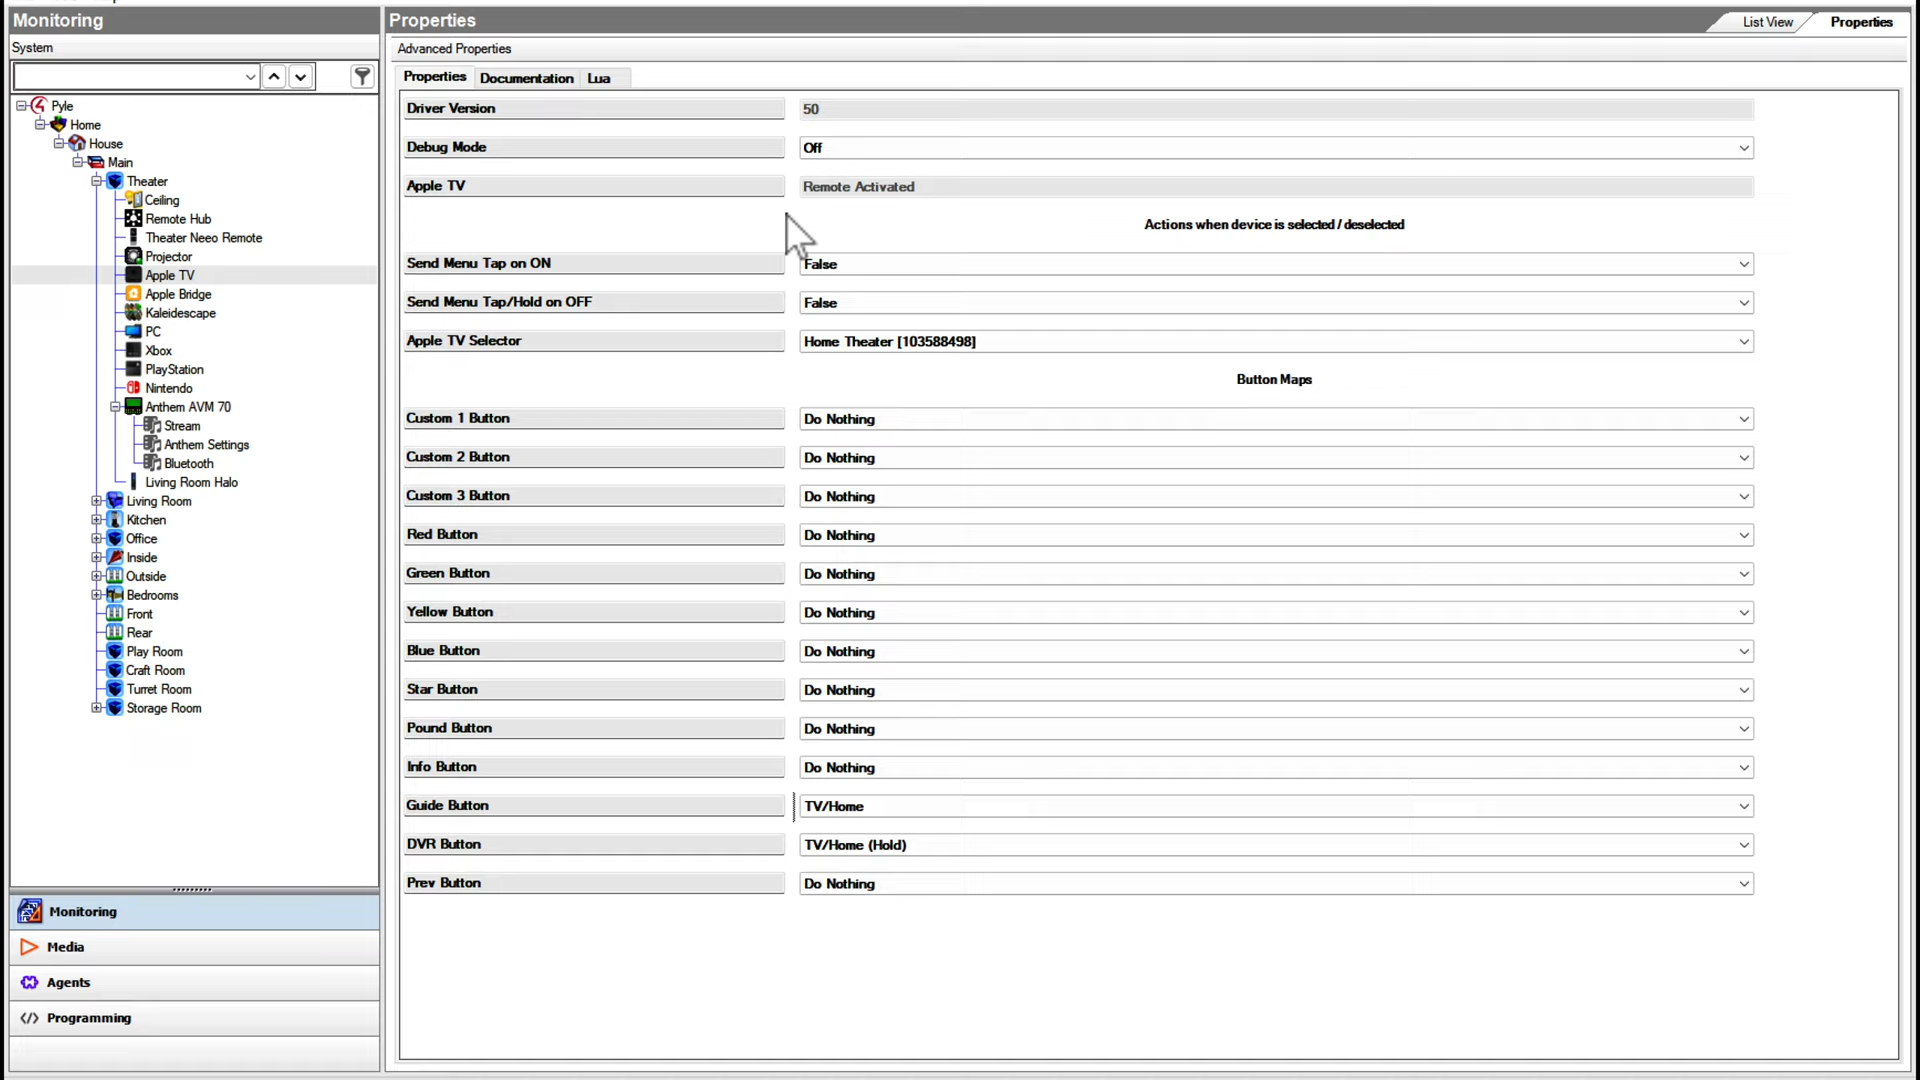 Monitoring
System
Pyle
Home
House
Main
Theater
Ceiling
Remote Hub
Theater Neeo Remote
Projector
Apple TV
Apple Bridge
Kaleidescape
PC
Xbox
PlayStation
Nintendo
Anthem AVM 70
Stream
Anthem Settings
Bluetooth
Living Room Halo
Living Room
Kitchen
Office
Inside
Outside
Bedrooms
Front
Rear
Play Room
Craft Room
Turret Room
Storage Room
Monitoring
Media
Agents
Programming
Properties
List View Properties
Advanced Properties
Properties Documentation Lua
Driver Version 50
Debug Mode Off
Apple TV Remote Activated
Actions when device is selected / deselected
Send Menu Tap on ON False
Send Menu Tap/Hold on OFF False
Apple TV Selector Home Theater [103588498]
Button Maps
Custom 1 Button Do Nothing
Custom 2 Button Do Nothing
Custom 3 Button Do Nothing
Red Button Do Nothing
Green Button Do Nothing
Yellow Button Do Nothing
Blue Button Do Nothing
Star Button Do Nothing
Pound Button Do Nothing
Info Button Do Nothing
Guide Button TV/Home
DVR Button TV/Home (Hold)
Prev Button Do Nothing